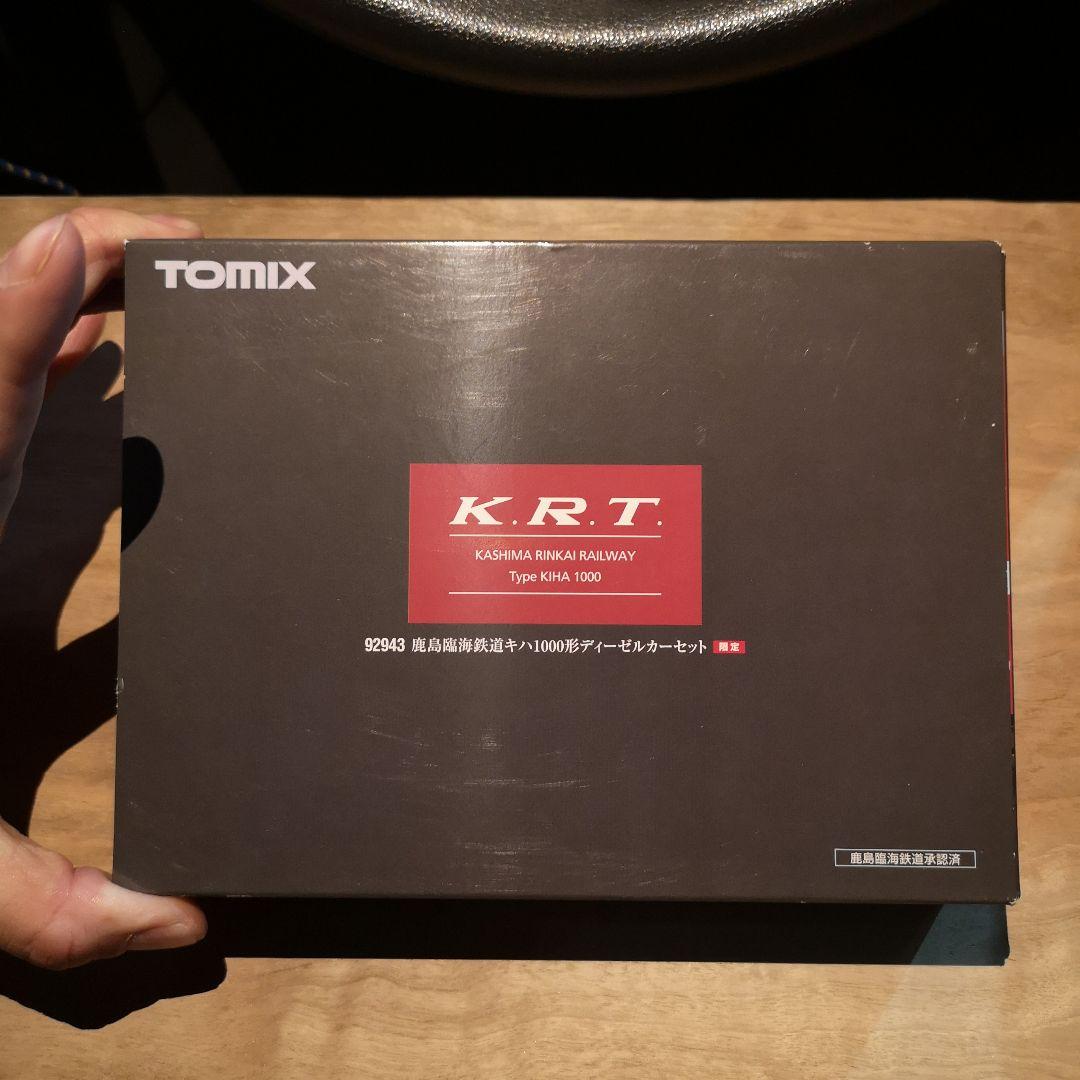 TOMIX
K.R.T.
KASHIMA RINKAI RAILWAY
Type KIHA 1000
92943 鹿島臨海鉄道キハ1000形ディーゼルカーセット 限定
鹿島臨海鉄道承認済